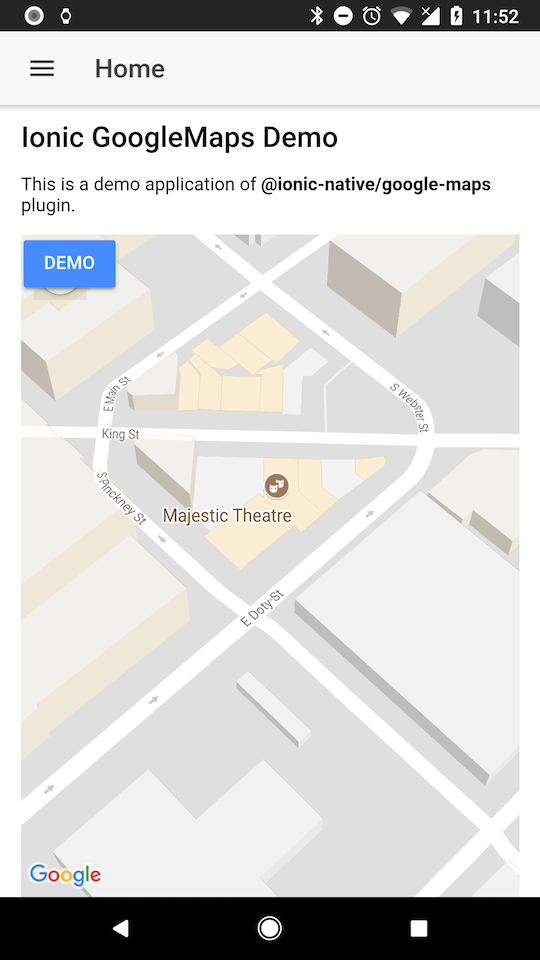 11:52
Home
Ionic GoogleMaps Demo
This is a demo application of @ionic-native/google-maps
plugin.
DEMO
E Main St
S Webster St
King St
S Pinckney St
Majestic Theatre
E Doty St
Google